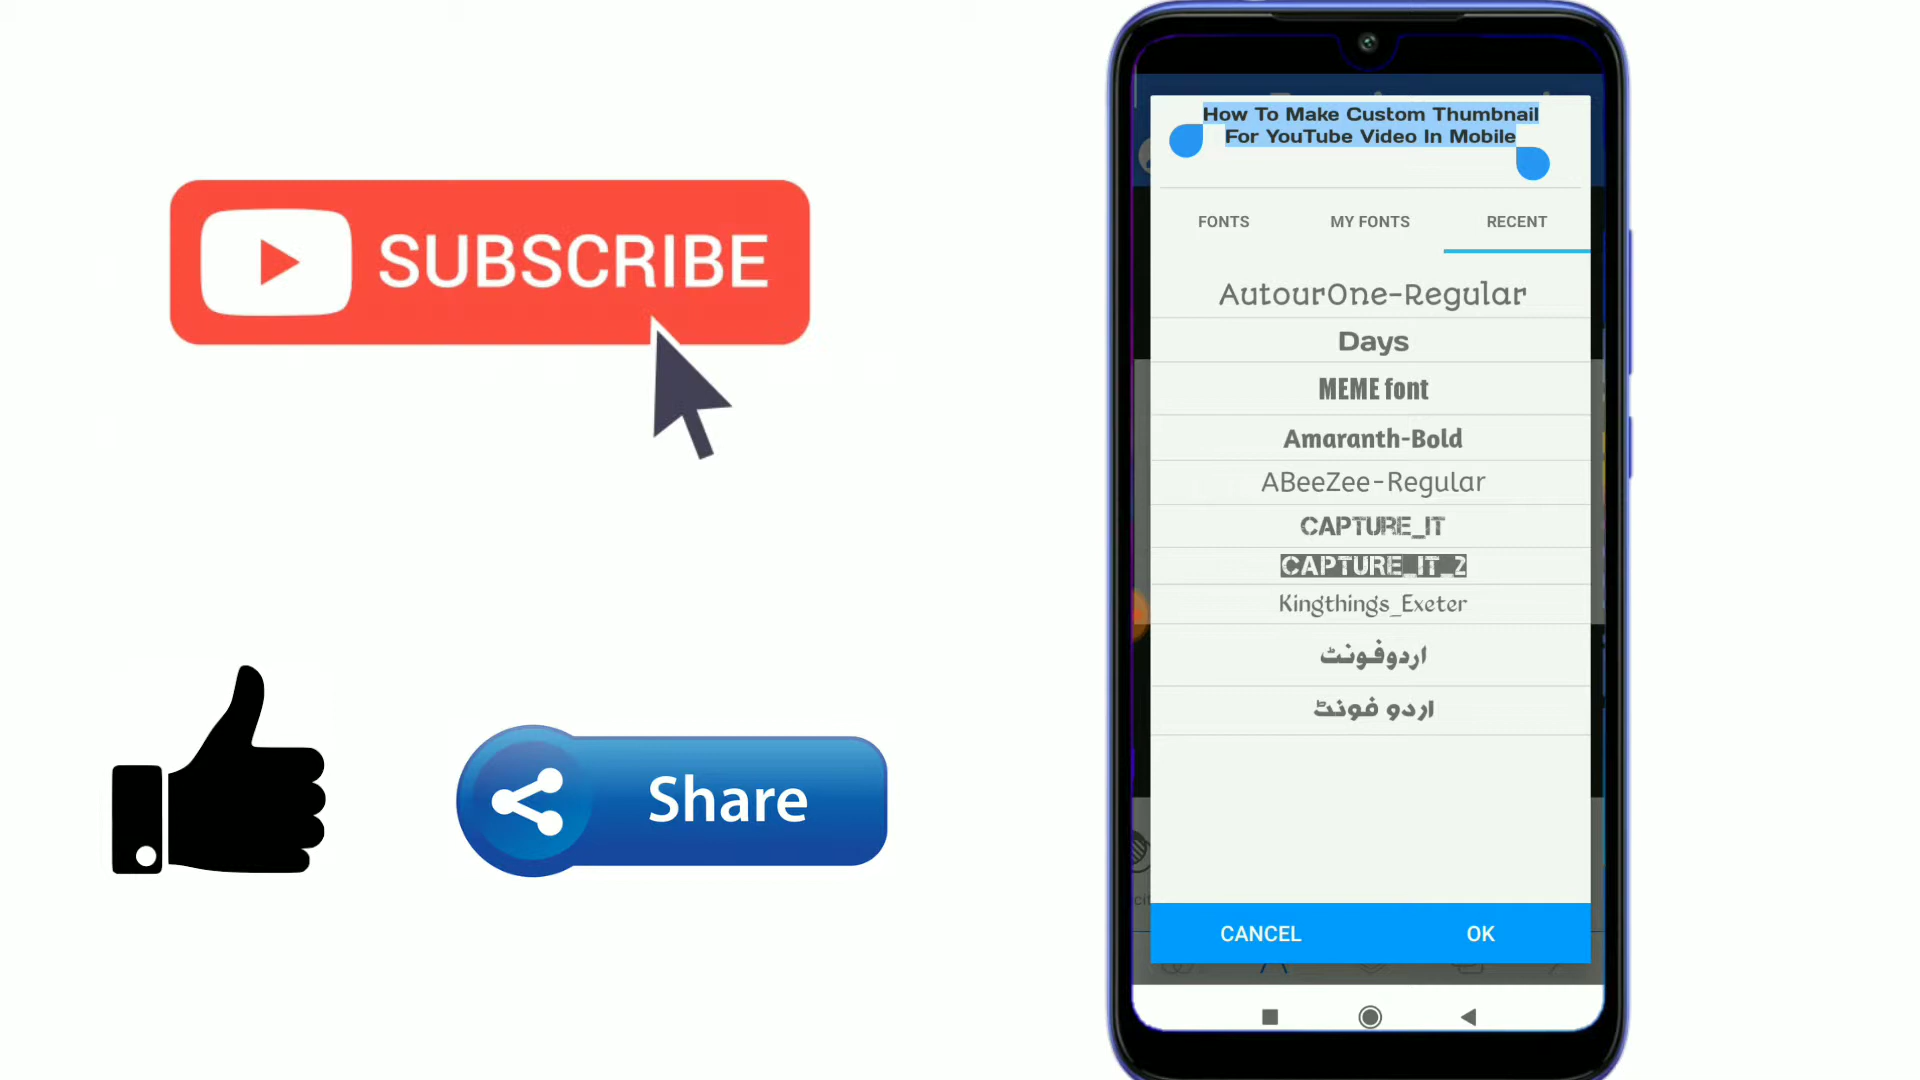 SUBSCRIBE
Share
How To Make Custom Thumbnail
For YouTube Video In Mobile
FONTS
MY FONTS
RECENT
AutourOne-Regular
Days
MEME font
Amaranth-Bold
ABeeZee-Regular
CAPTURE_IT
CAPTURE_IT_2
Kingthings_Exeter
اردوفونٹ
اردو فونٹ
CANCEL
OK